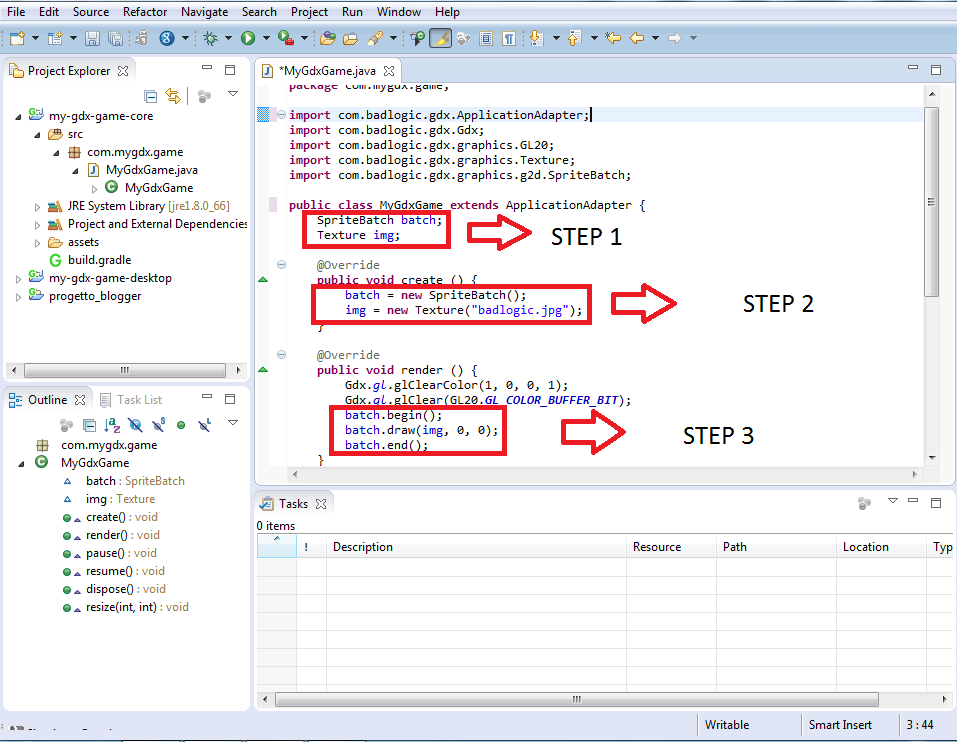 File Edit Source Refactor Navigate Search Project Run Window Help
Project Explorer
my-gdx-game-core
src
com.mygdx.game
MyGdxGame.java
MyGdxGame
JRE System Library [jre1.8.0_66]
Project and External Dependencies
assets
build.gradle
my-gdx-game-desktop
progetto_blogger
Outline Task List
com.mygdx.game
MyGdxGame
batch : SpriteBatch
img : Texture
create() : void
render() : void
pause() : void
resume() : void
dispose() : void
resize(int, int) : void
*MyGdxGame.java
package com.mygdx.game;
import com.badlogic.gdx.ApplicationAdapter;
import com.badlogic.gdx.Gdx;
import com.badlogic.gdx.graphics.GL20;
import com.badlogic.gdx.graphics.Texture;
import com.badlogic.gdx.graphics.g2d.SpriteBatch;
public class MyGdxGame extends ApplicationAdapter {
SpriteBatch batch;
Texture img;
STEP 1
@Override
public void create () {
batch = new SpriteBatch();
img = new Texture("badlogic.jpg");
}
STEP 2
@Override
public void render () {
Gdx.gl.glClearColor(1, 0, 0, 1);
Gdx.gl.glClear(GL20.GL_COLOR_BUFFER_BIT);
batch.begin();
batch.draw(img, 0, 0);
batch.end();
}
STEP 3
Tasks
0 items
! Description Resource Path Location Typ
Writable Smart Insert 3 : 44